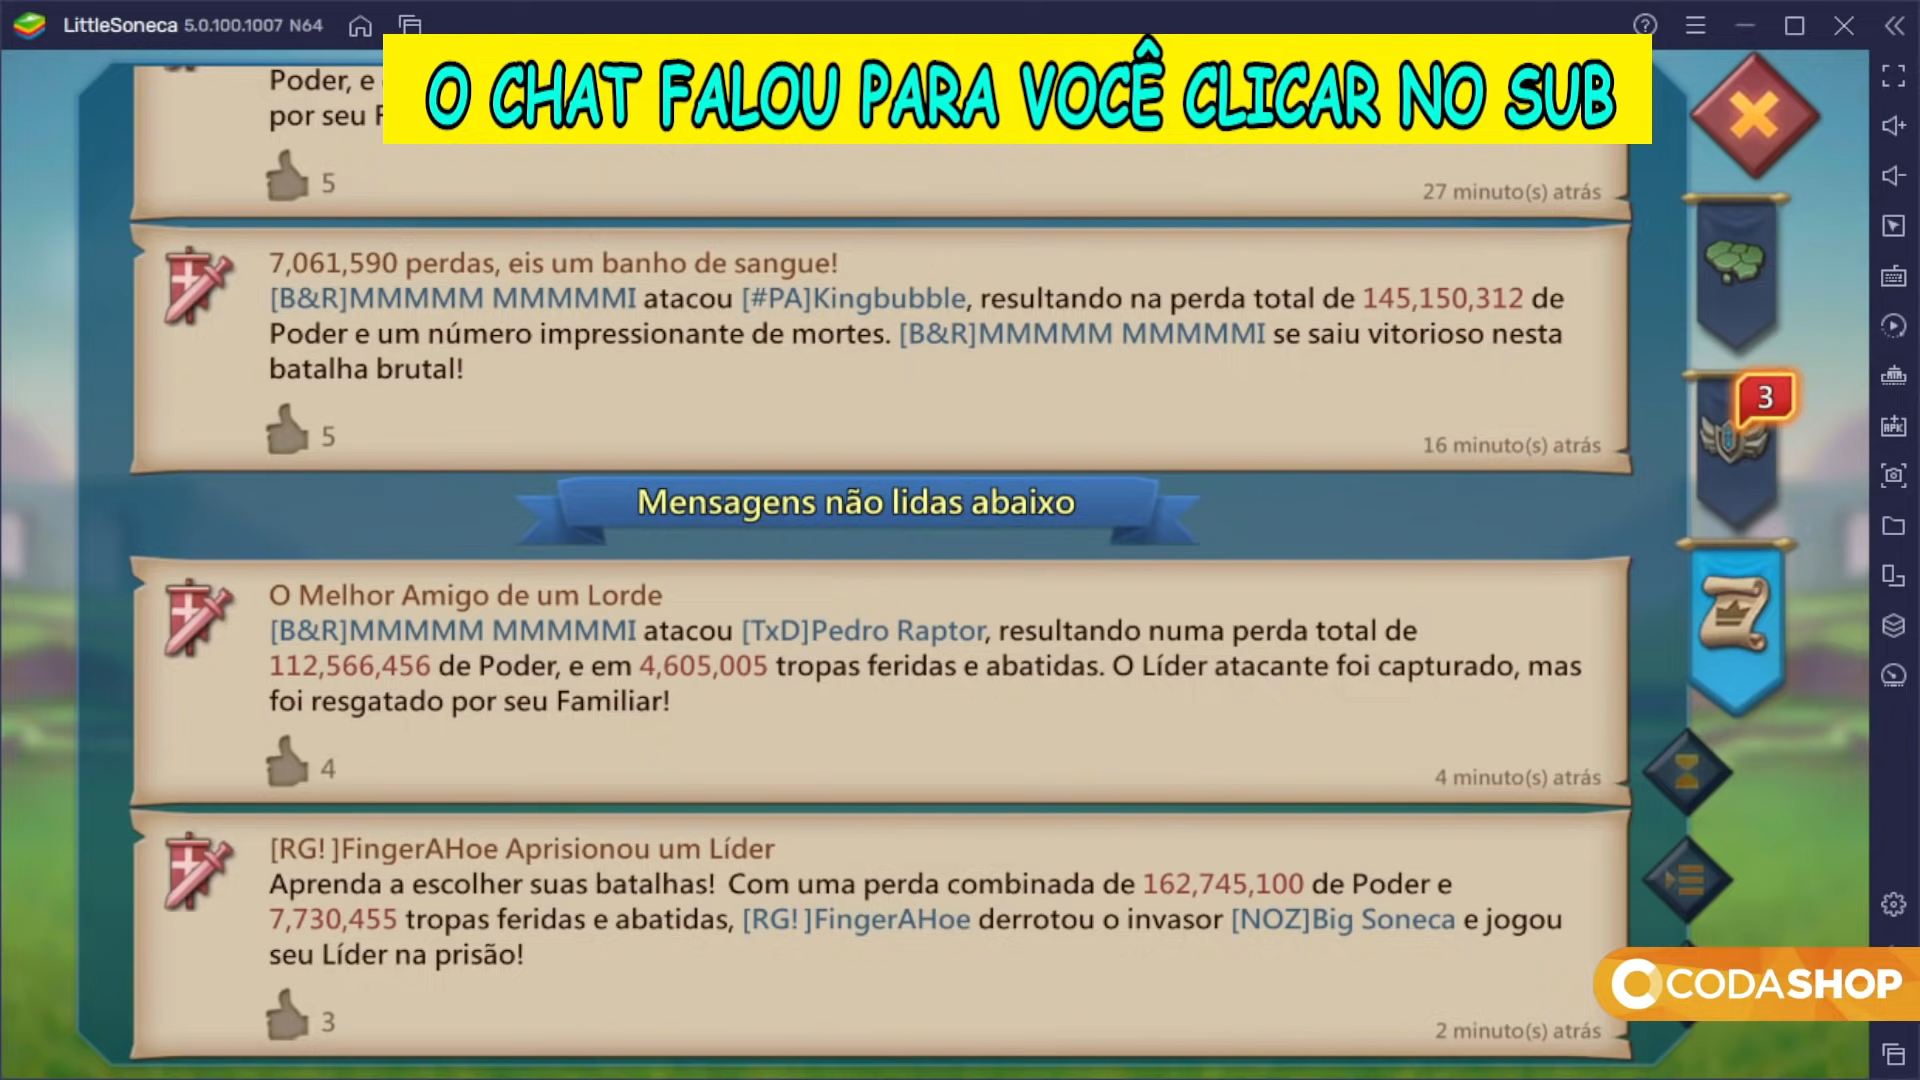 LittleSoneca 5.0.100.1007 N64
O CHAT FALOU PARA VOCÊ CLICAR NO SUB
Poder, e
por seu
5
27 minuto(s) atrás
7,061,590 perdas, eis um banho de sangue!
[B&R]MMMMM MMMMMI atacou [#PA]Kingbubble, resultando na perda total de 145,150,312 de
Poder e um número impressionante de mortes. [B&R]MMMMM MMMMMI se saiu vitorioso nesta
batalha brutal!
5
16 minuto(s) atrás
3
Mensagens não lidas abaixo
O Melhor Amigo de um Lorde
[B&R]MMMMM MMMMMI atacou [TxD]Pedro Raptor, resultando numa perda total de
112,566,456 de Poder, e em 4,605,005 tropas feridas e abatidas. O Líder atacante foi capturado, mas
foi resgatado por seu Familiar!
4
4 minuto(s) atrás
[RG! ]FingerAHoe Aprisionou um Líder
Aprenda a escolher suas batalhas! Com uma perda combinada de 162,745,100 de Poder e
7,730,455 tropas feridas e abatidas, [RG! ]FingerAHoe derrotou o invasor [NOZ]Big Soneca e jogou
seu Líder na prisão!
3
2 minuto(s) atrás
CODASHOP